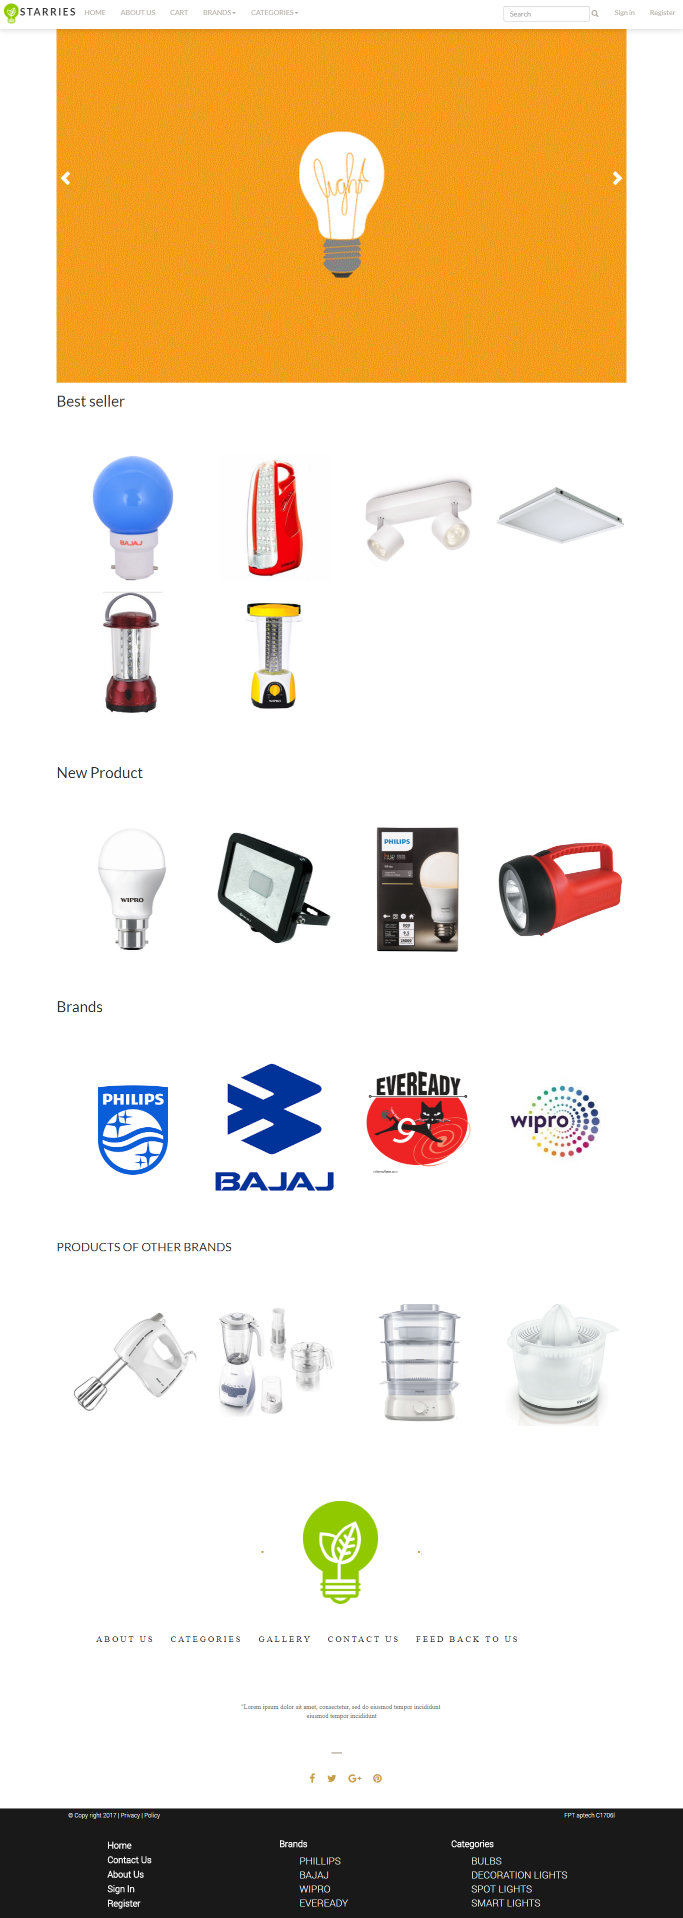 STARRIES HOME ABOUT US CART BRANDS CATEGORIES Search Sign in Register
light
Best seller
BAJAJ
WIPRO
New Product
WIPRO
PHILIPS
hue
Brands
PHILIPS
BAJAJ
EVEREADY
9
wipro
PRODUCTS OF OTHER BRANDS
ABOUT US CATEGORIES GALLERY CONTACT US FEED BACK TO US
"Lorem ipsum dolor sit amet, consectetur, sed do eiusmod tempor incididunt
eiusmod tempor incididunt
© Copy right 2017 | Privacy | Policy FPT aptech C1706I
Home
Contact Us
About Us
Sign In
Register
Brands
PHILLIPS
BAJAJ
WIPRO
EVEREADY
Categories
BULBS
DECORATION LIGHTS
SPOT LIGHTS
SMART LIGHTS